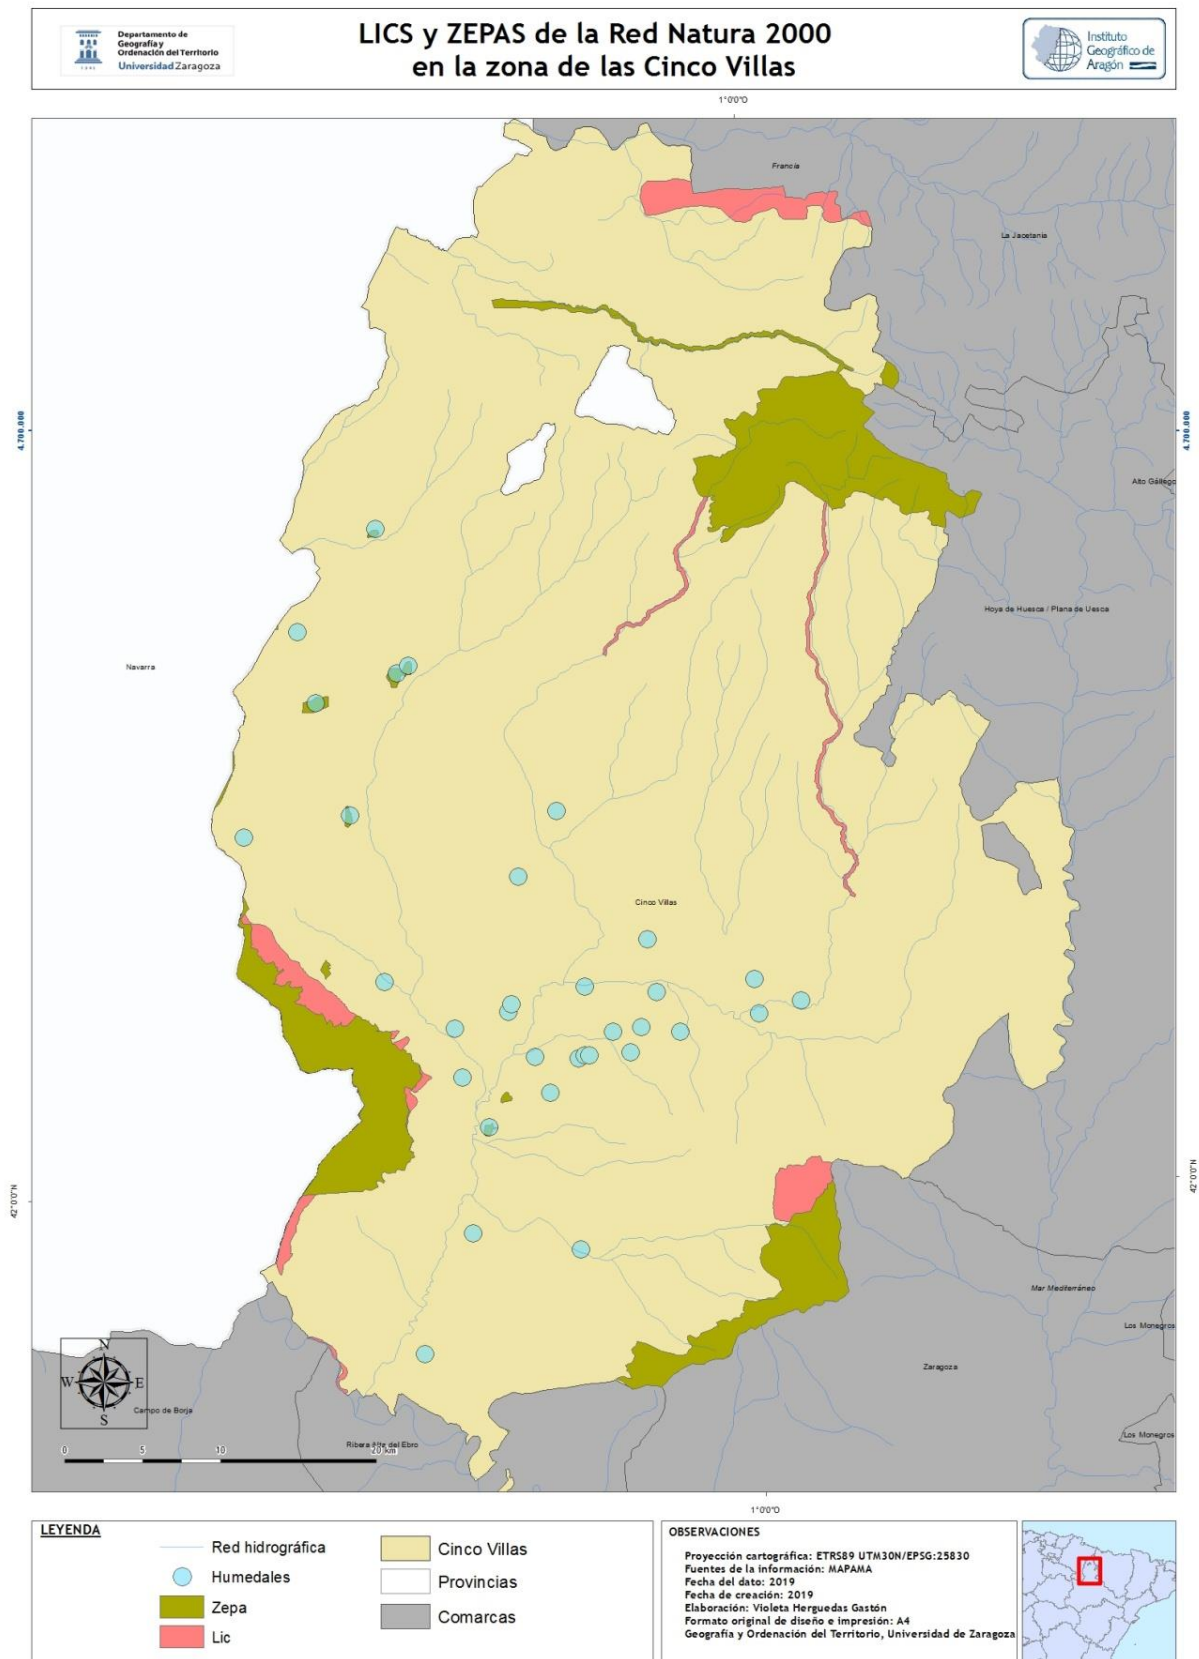 Departamento de
Geografía y
Ordenación del Territorio
Universidad Zaragoza
LICS y ZEPAS de la Red Natura 2000
en la zona de las Cinco Villas
Instituto
Geográfico de
Aragón
1°0'0"O
Francia
La Jacetania
4.700.000
4.700.000
Alto Gállego
Hoya de Huesca / Plana de Uesca
Navarra
Cinco Villas
42°0'0"N
42°0'0"N
Mar Mediterráneo
Los Monegros
Zaragoza
N
W
E
S
Campo de Borja
Los Monegros
Ribera Alta del Ebro
0 5 10 20 km
1°0'0"O
LEYENDA
Red hidrográfica
Humedales
Zepa
Lic
Cinco Villas
Provincias
Comarcas
OBSERVACIONES
Proyección cartográfica: ETRS89 UTM30N/EPSG:25830
Fuentes de la información: MAPAMA
Fecha del dato: 2019
Fecha de creación: 2019
Elaboración: Violeta Herguedas Gastón
Formato original de diseño e impresión: A4
Geografía y Ordenación del Territorio, Universidad de Zaragoza